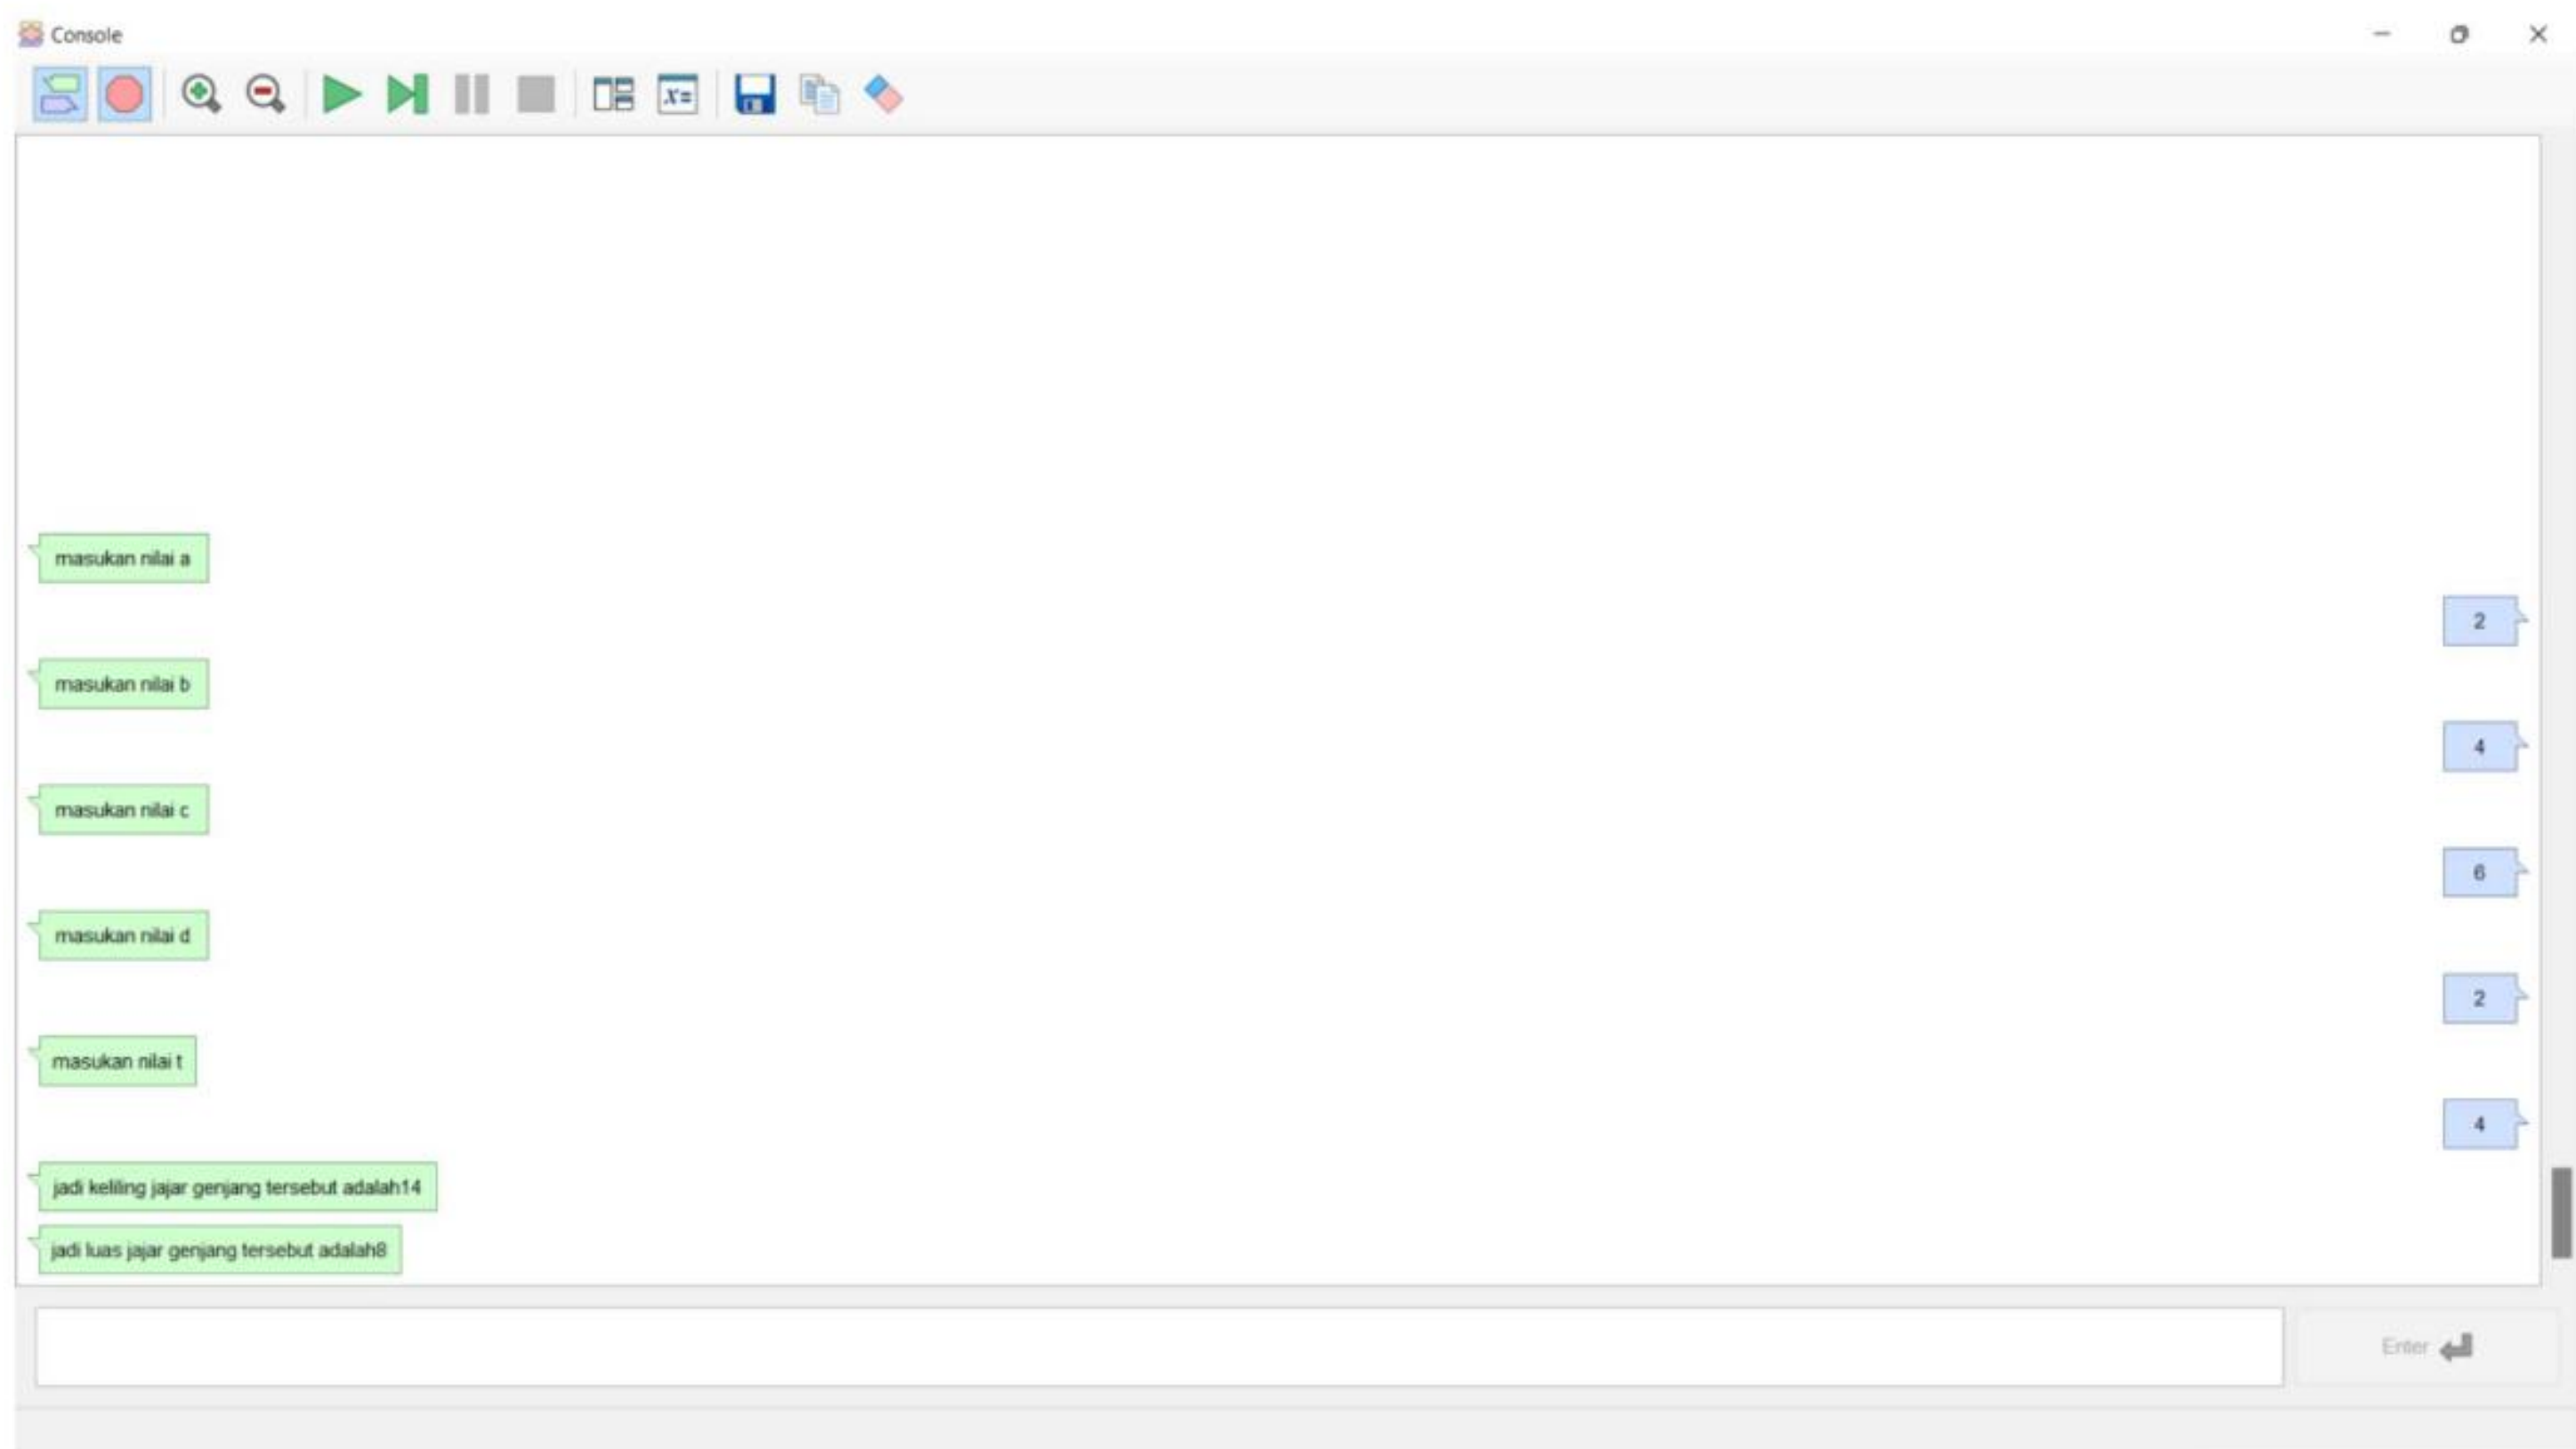 Console
x=
masukan nilai a
2
masukan nilai b
4
masukan nilai c
6
masukan nilai d
2
masukan nilai t
4
jadi keliling jajar genjang tersebut adalah14
jadi luas jajar genjang tersebut adalah8
Enter